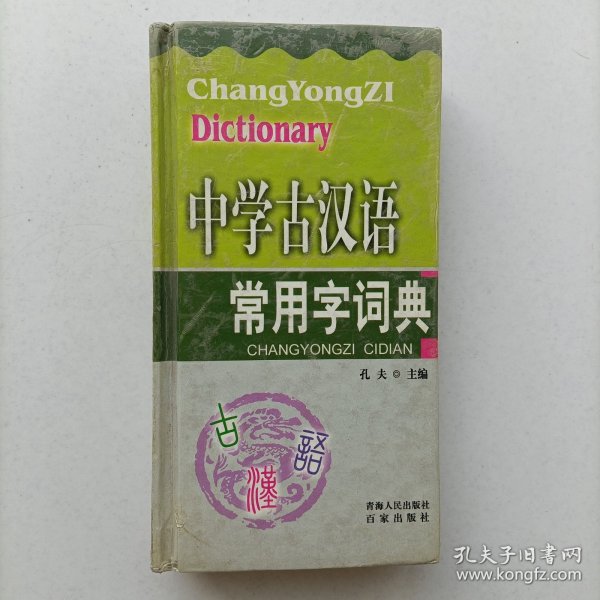 ChangYongZI
Dictionary
中学古汉语
常用字词典
CHANGYONGZI CIDIAN
孔夫◎主编
古
漢
語
青海人民出版社
百家出版社
孔夫子旧书网
www.kongfz.com